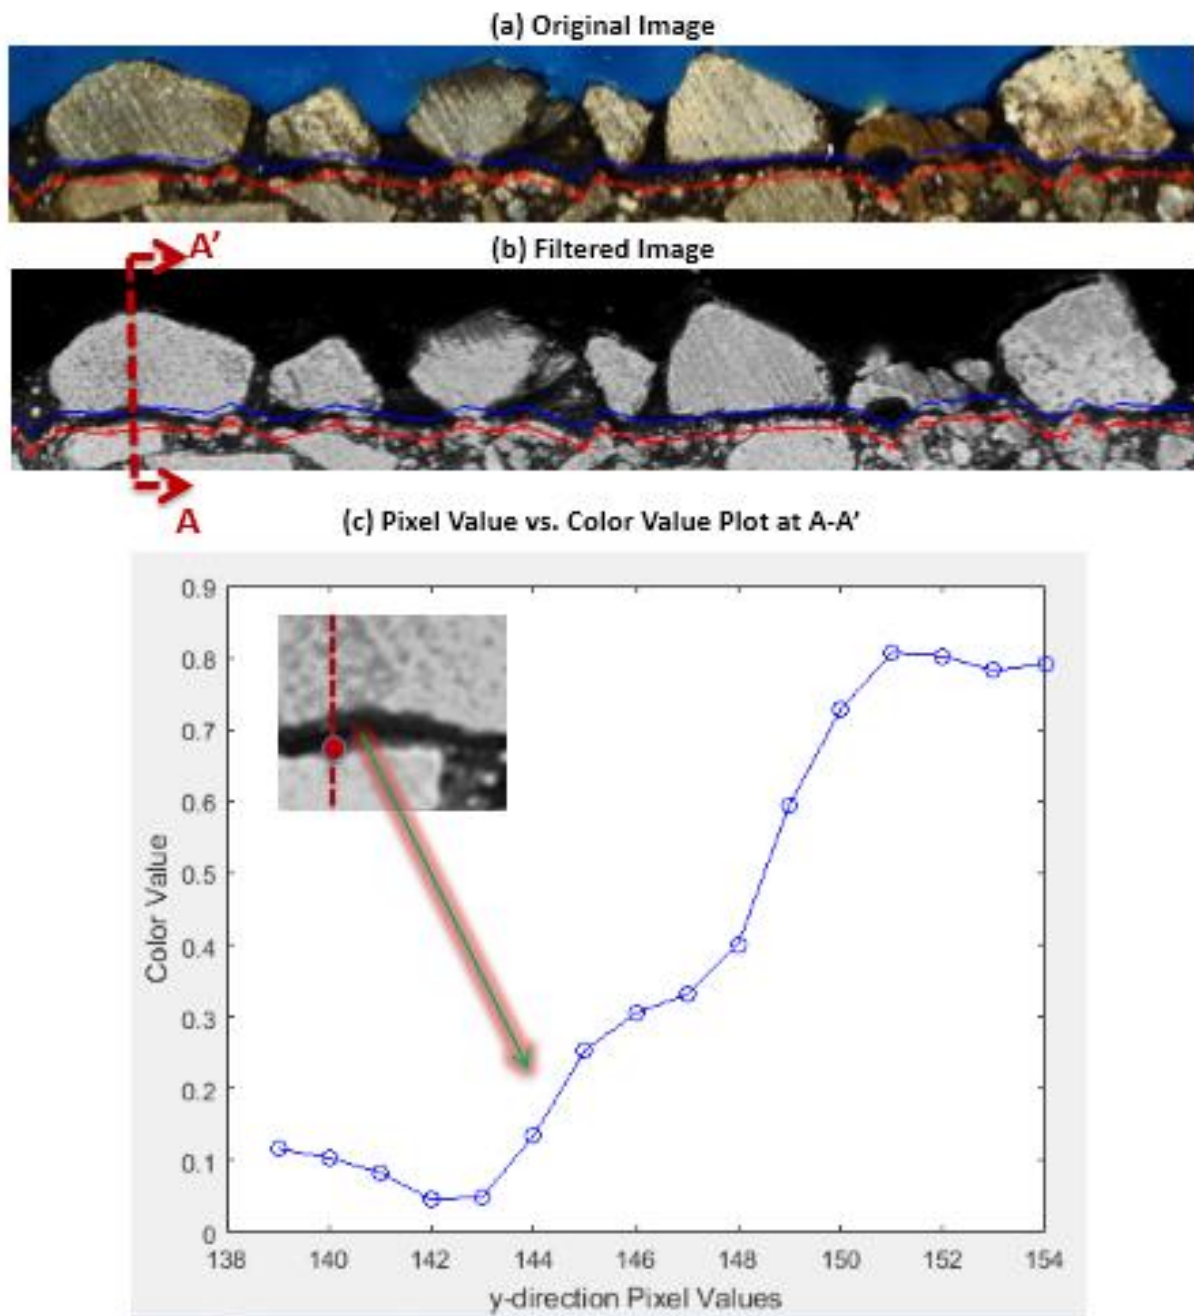 (a) Original Image
A’
(b) Filtered Image
A
(c) Pixel Value vs. Color Value Plot at A-A’
0.9
0.8
0.7
0.6
0.5
0.4
0.3
0.2
0.1
0
Color Value
138 140 142 144 146 148 150 152 154
y-direction Pixel Values